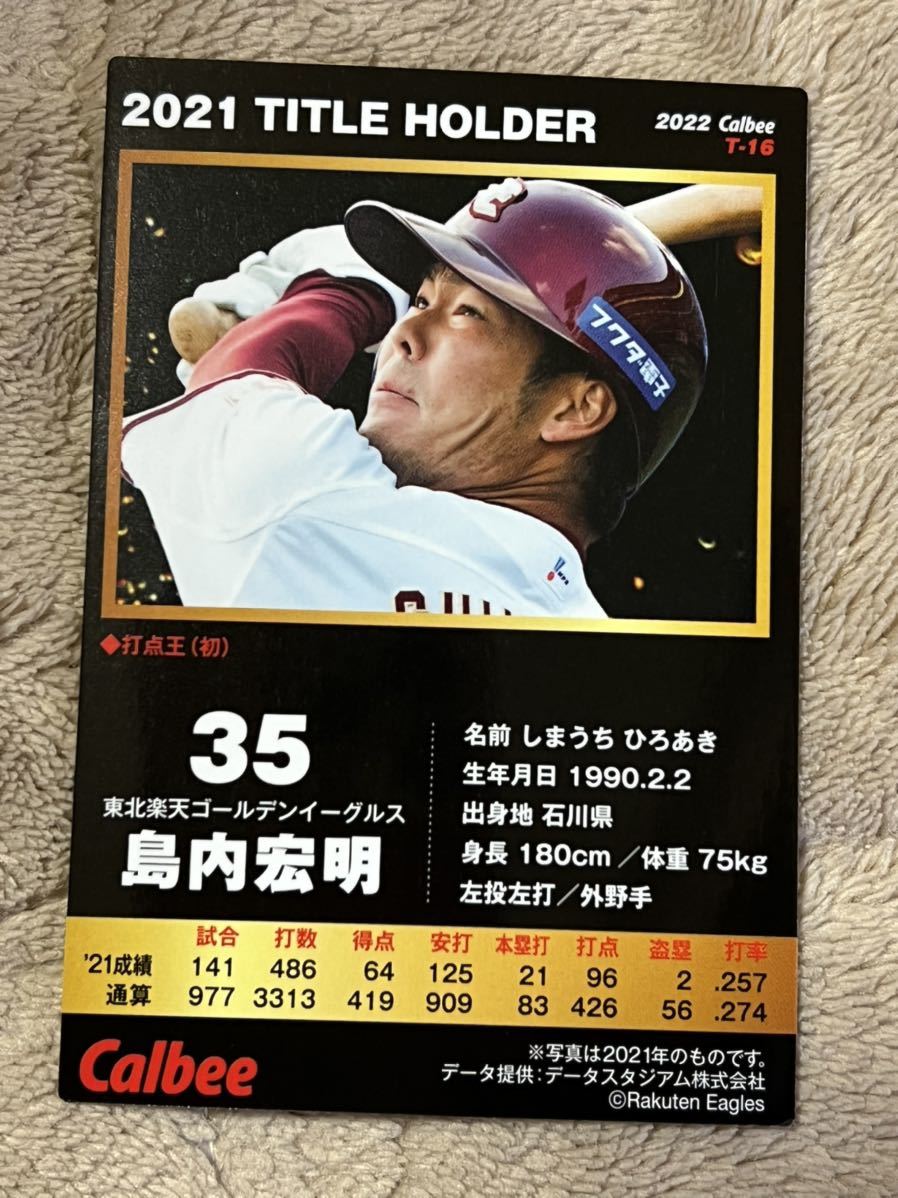 2021 TITLE HOLDER
2022 Calbee
T-16
フクダ電子
◆打点王(初)
35
東北楽天ゴールデンイーグルス
島内宏明
名前 しまうち ひろあき
生年月日 1990.2.2
出身地 石川県
身長 180cm /体重 75kg
左投左打/外野手
試合 打数 得点 安打 本塁打 打点 盗塁 打率
'21成績 141 486 64 125 21 96 2 .257
通算 977 3313 419 909 83 426 56 .274
Calbee
※写真は2021年のものです。
データ提供:データスタジアム株式会社
©Rakuten Eagles